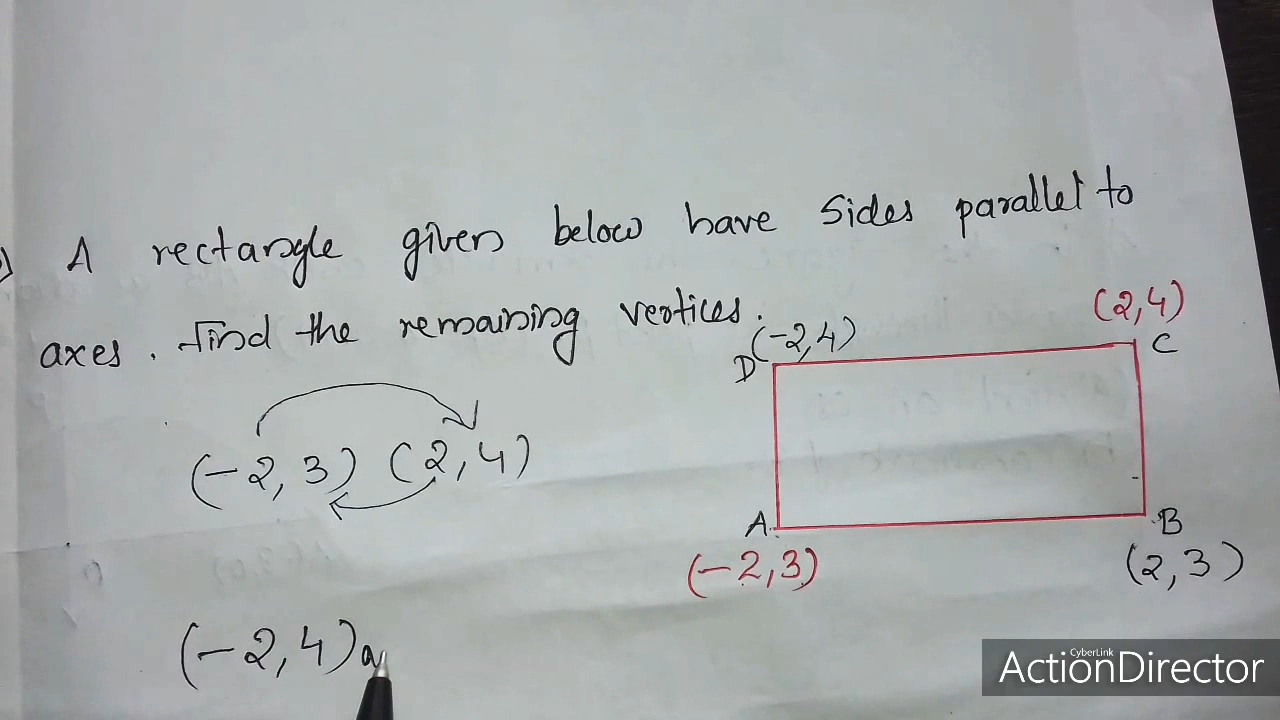 A rectangle given below have sides parallel to
axes. Find the remaining vertices.
(2,4)
D (-2,4)
C
(-2,3) (2,4)
A
B
(-2,3)
(2,3)
(-2,4) a
CyberLink
ActionDirector